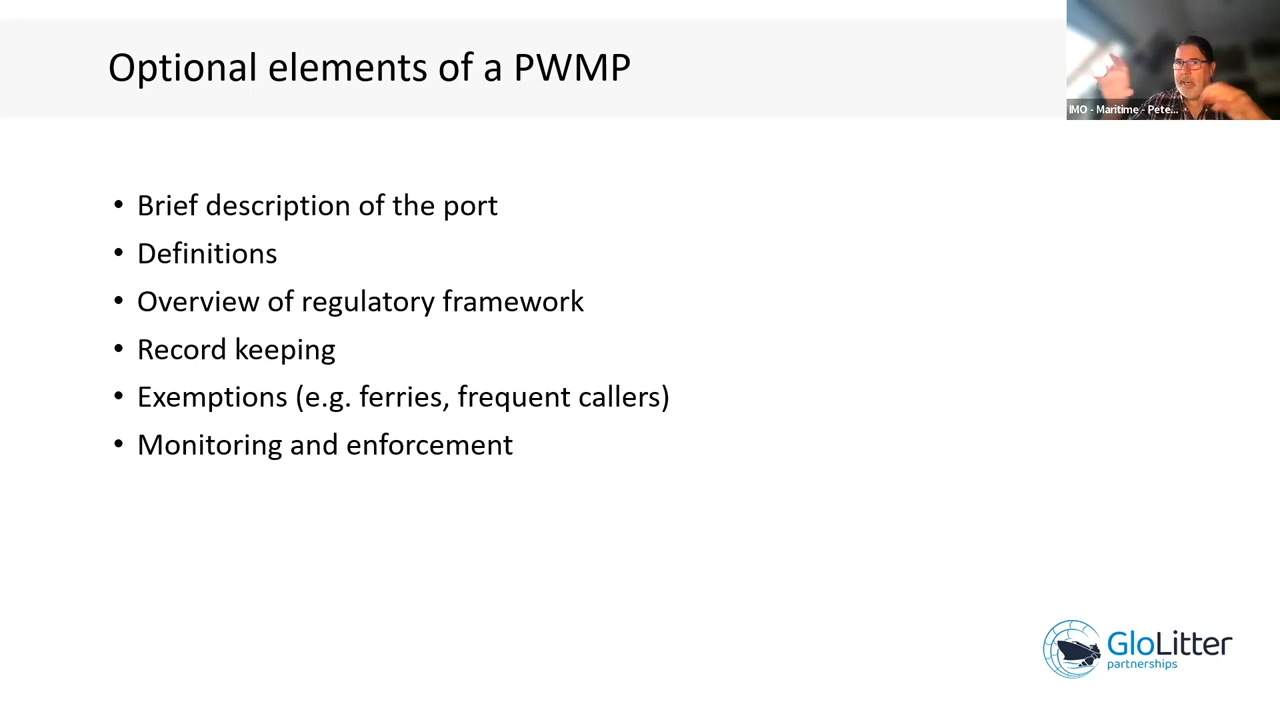 Optional elements of a PWMP
IMO - Maritime - Pete...
• Brief description of the port
• Definitions
• Overview of regulatory framework
• Record keeping
• Exemptions (e.g. ferries, frequent callers)
• Monitoring and enforcement
GloLitter
partnerships